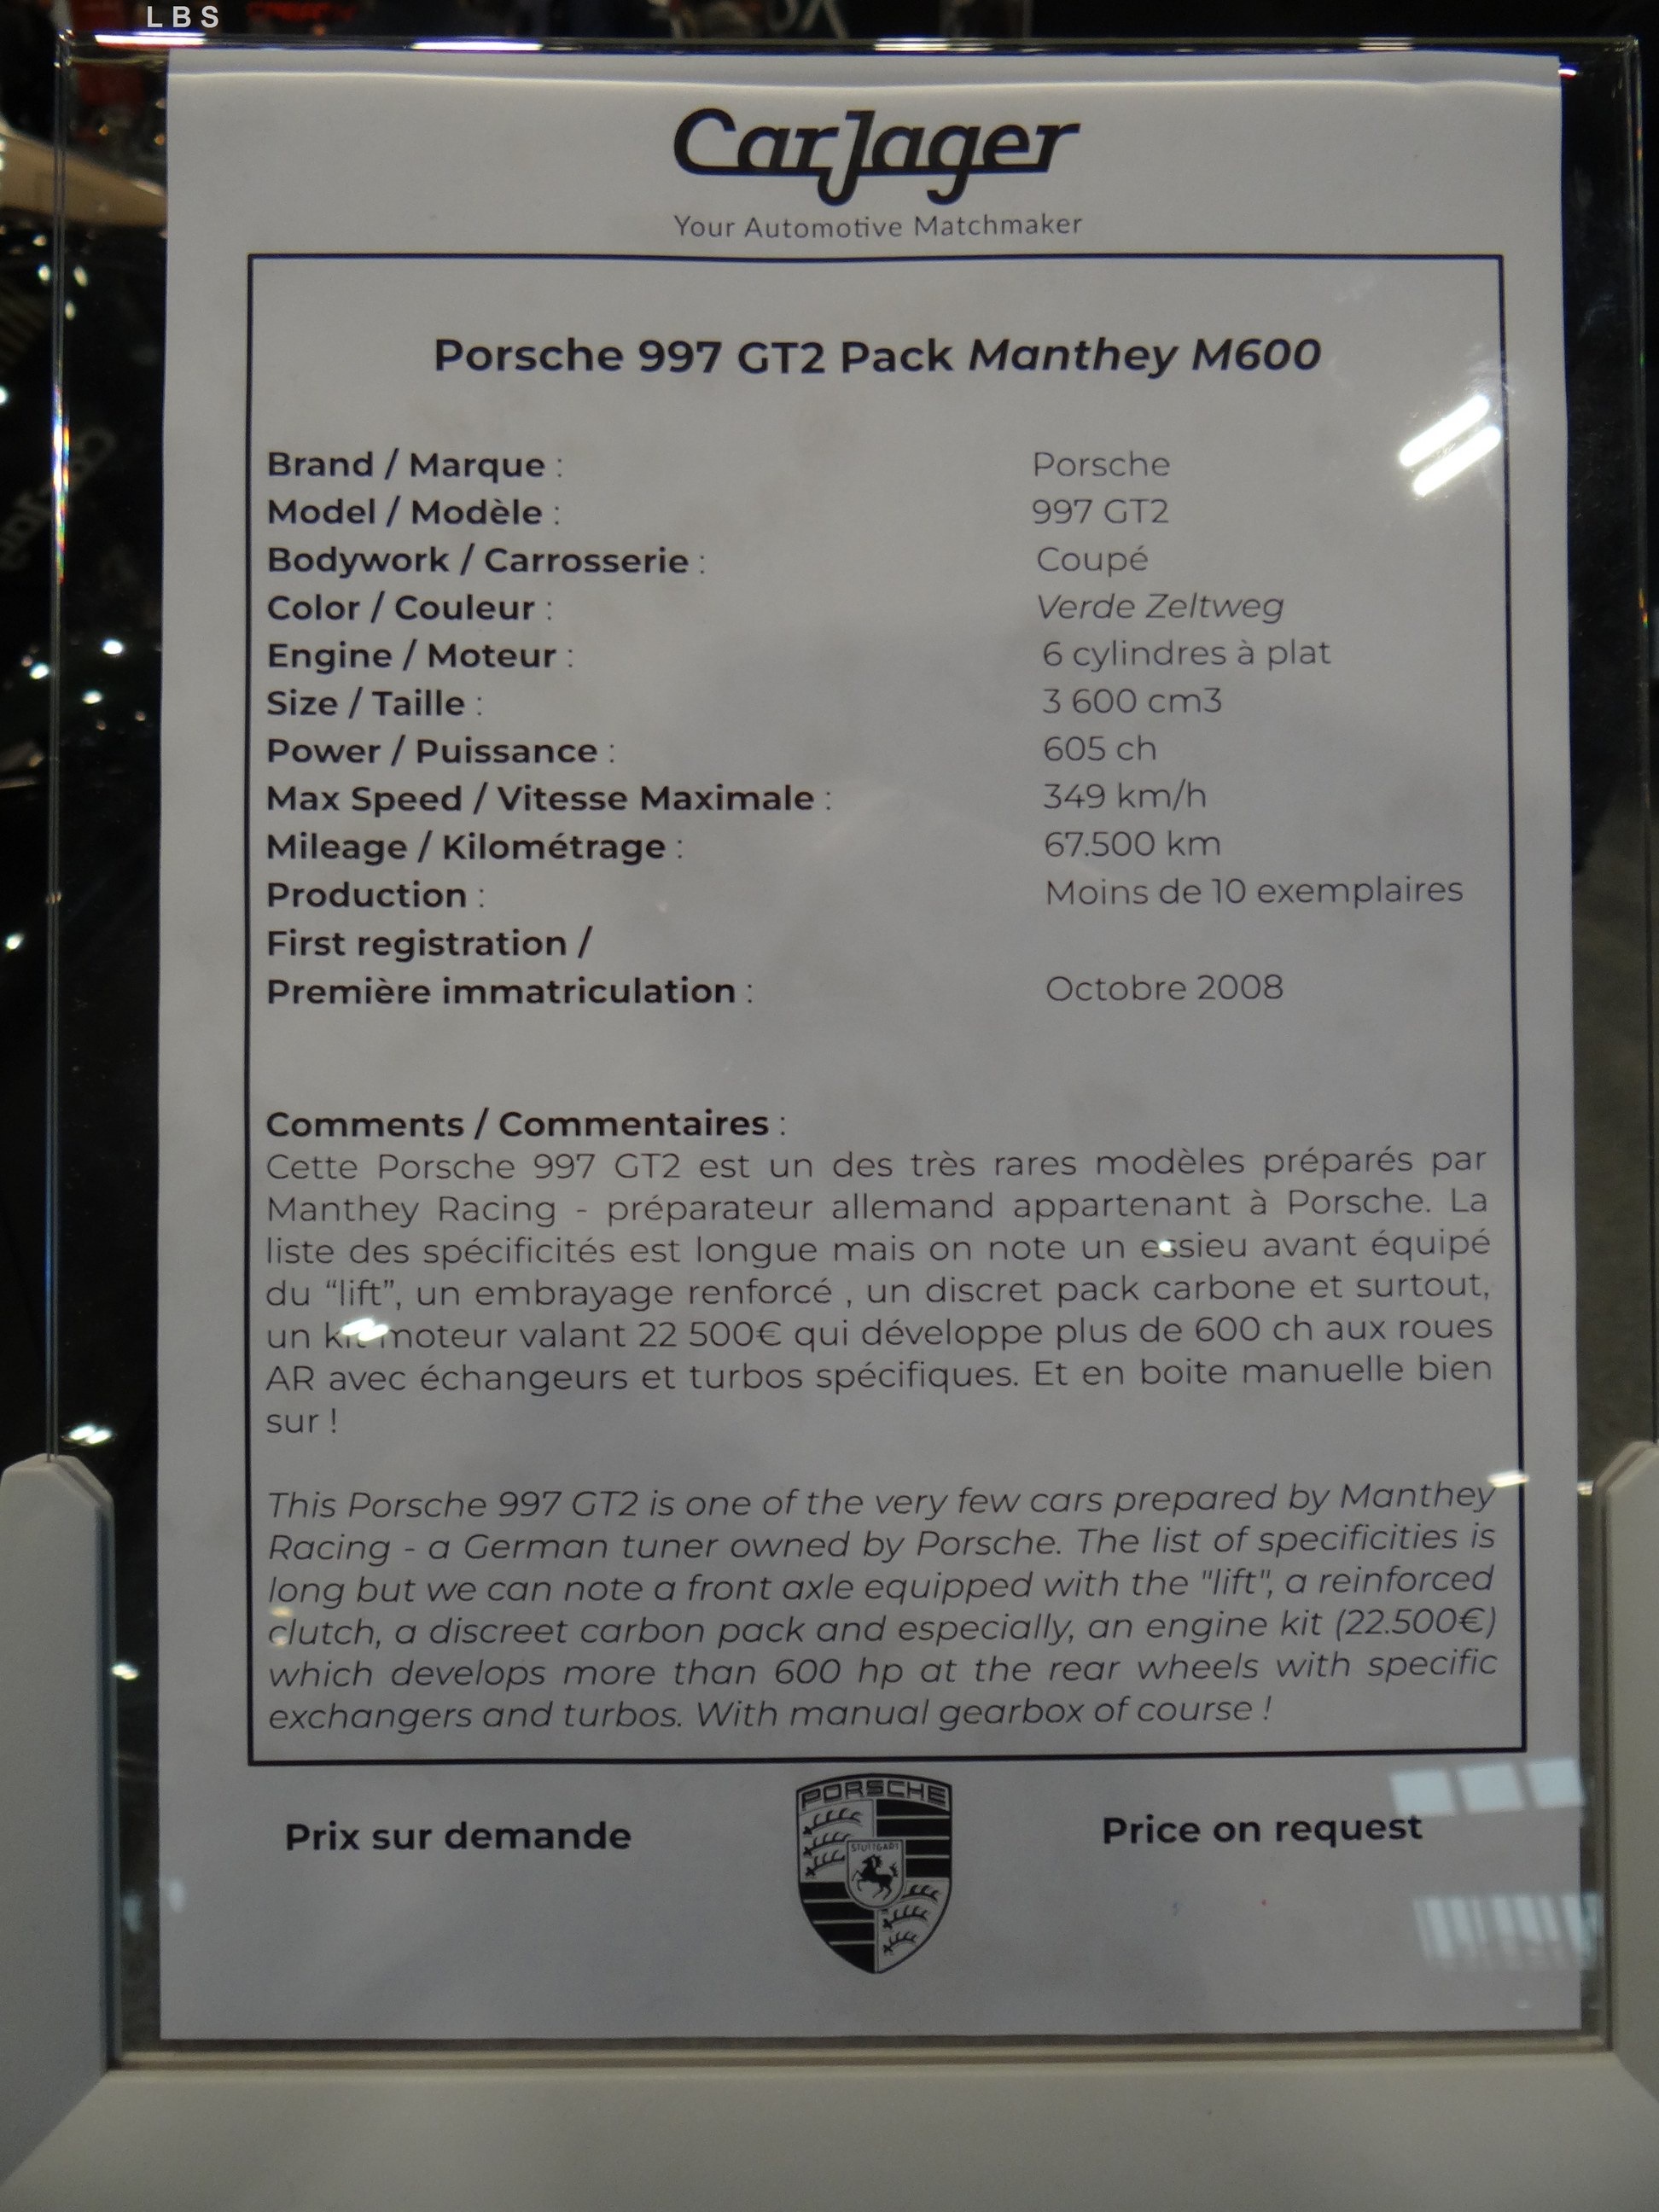 LBS
CarJager
Your Automotive Matchmaker
Porsche 997 GT2 Pack Manthey M600
Brand / Marque : Porsche
Model / Modèle : 997 GT2
Bodywork / Carrosserie : Coupé
Color / Couleur : Verde Zeltweg
Engine / Moteur : 6 cylindres à plat
Size / Taille : 3 600 cm3
Power / Puissance : 605 ch
Max Speed / Vitesse Maximale : 349 km/h
Mileage / Kilométrage : 67.500 km
Production : Moins de 10 exemplaires
First registration /
Première immatriculation : Octobre 2008
Comments / Commentaires :
Cette Porsche 997 GT2 est un des très rares modèles préparés par
Manthey Racing - préparateur allemand appartenant à Porsche. La
liste des spécificités est longue mais on note un essieu avant équipé
du “lift”, un embrayage renforcé , un discret pack carbone et surtout,
un kit moteur valant 22 500€ qui développe plus de 600 ch aux roues
AR avec échangeurs et turbos spécifiques. Et en boite manuelle bien
sur !
This Porsche 997 GT2 is one of the very few cars prepared by Manthey
Racing - a German tuner owned by Porsche. The list of specificities is
long but we can note a front axle equipped with the "lift", a reinforced
clutch, a discreet carbon pack and especially, an engine kit (22.500€)
which develops more than 600 hp at the rear wheels with specific
exchangers and turbos. With manual gearbox of course !
Prix sur demande
PORSCHE
STUTTGART
Price on request